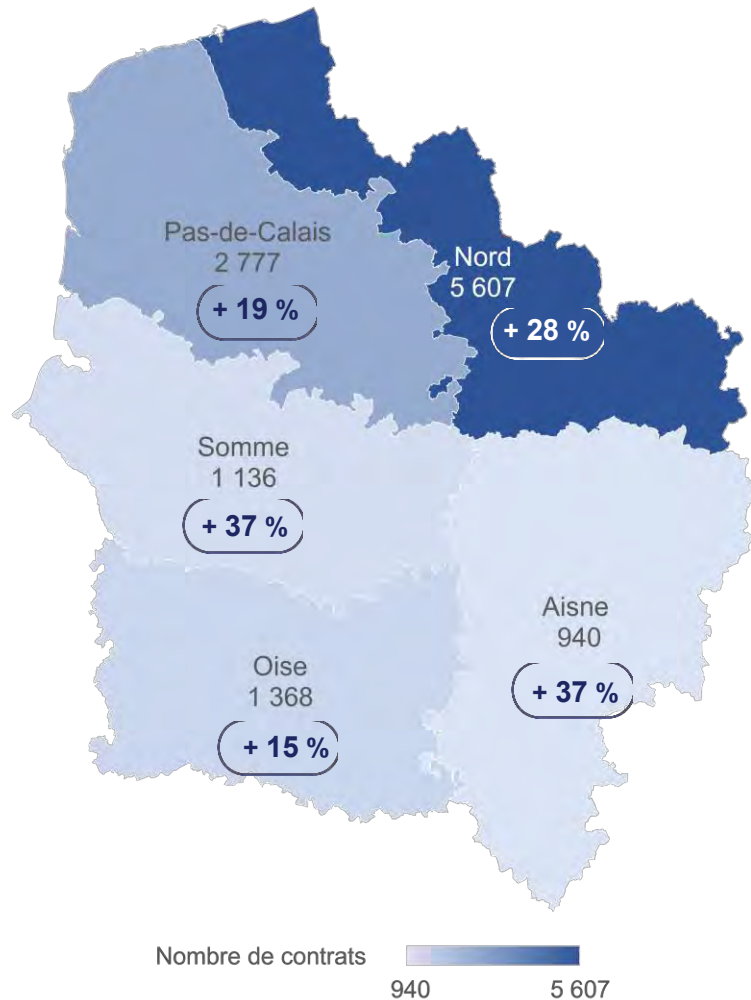 Pas-de-Calais
2 777
+ 19 %
Nord
5 607
+ 28 %
Somme
1 136
+ 37 %
Aisne
940
+ 37 %
Oise
1 368
+ 15 %
Nombre de contrats
940 5 607